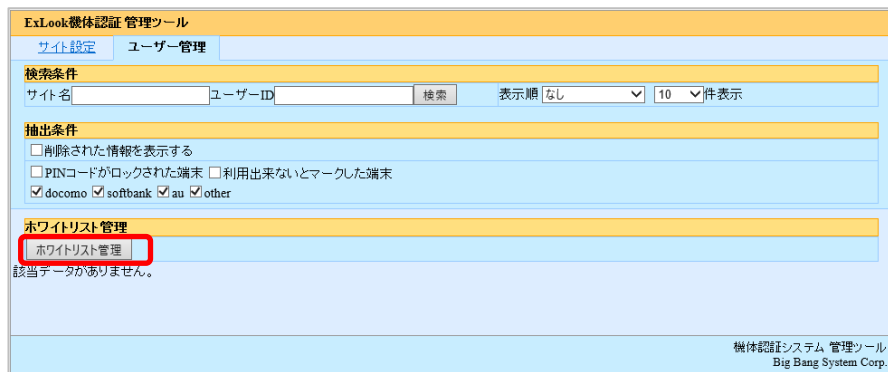 ExLook機体認証 管理ツール
サイト設定 ユーザー管理
検索条件
サイト名 ユーザーID 検索 表示順 なし 10 件表示
抽出条件
削除された情報を表示する
PINコードがロックされた端末 利用出来ないとマークした端末
docomo softbank au other
ホワイトリスト管理
ホワイトリスト管理
該当データがありません。
機体認証システム 管理ツール
Big Bang System Corp.